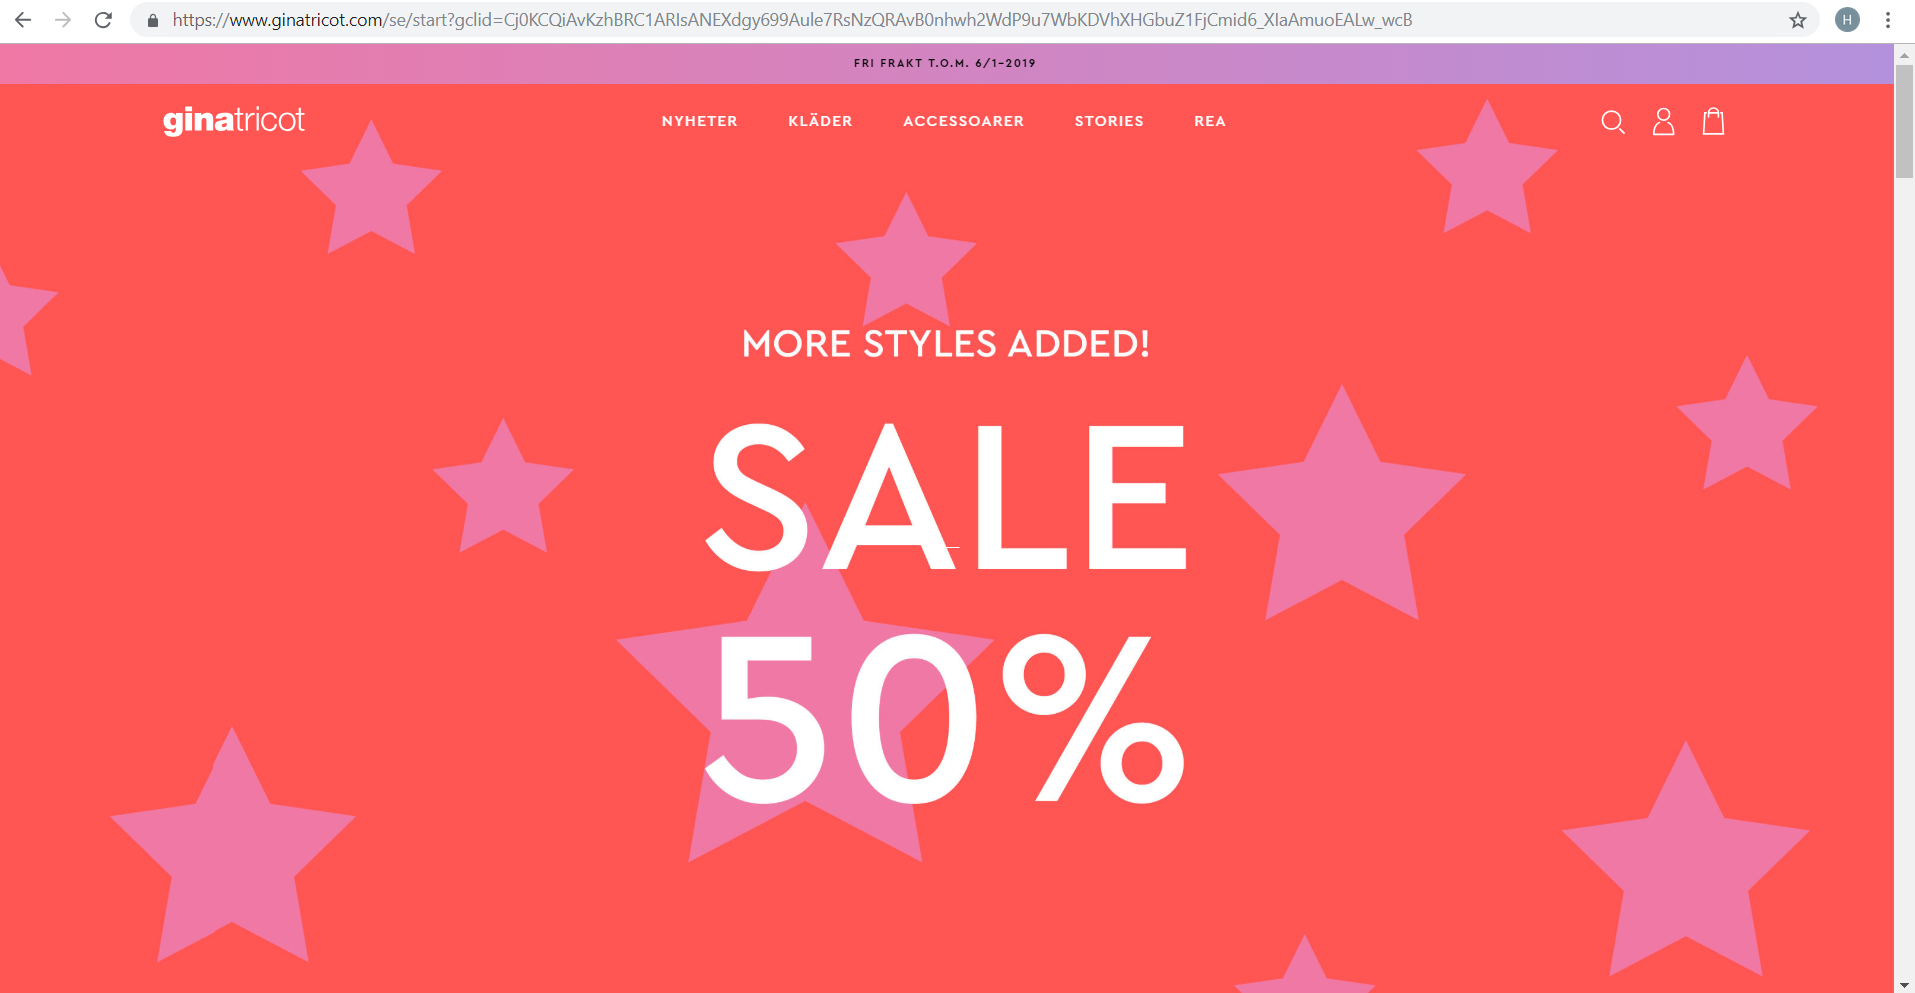 https://www.ginatricot.com/se/start?gclid=Cj0KCQiAvKzhBRC1ARIsANEXdgy699Aule7RsNzQRAvB0nhwh2WdP9u7WbKDVhXHGbuZ1FjCmid6_XIaAmuoEALw_wcB
H
FRI FRAKT T.O.M. 6/1-2019
ginatricot
NYHETER KLÄDER ACCESSOARER STORIES REA
MORE STYLES ADDED!
SALE
50%